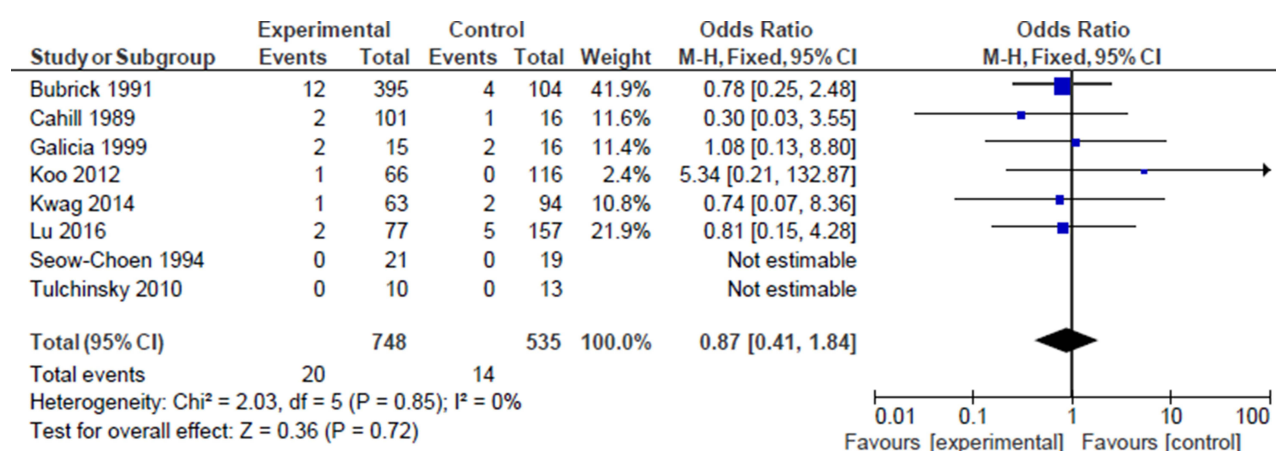 Experimental Control Odds Ratio Odds Ratio
Study or Subgroup Events Total Events Total Weight M-H, Fixed, 95% CI M-H, Fixed, 95% CI
Bubrick 1991 12 395 4 104 41.9% 0.78 [0.25, 2.48]
Cahill 1989 2 101 1 16 11.6% 0.30 [0.03, 3.55]
Galicia 1999 2 15 2 16 11.4% 1.08 [0.13, 8.80]
Koo 2012 1 66 0 116 2.4% 5.34 [0.21, 132.87]
Kwag 2014 1 63 2 94 10.8% 0.74 [0.07, 8.36]
Lu 2016 2 77 5 157 21.9% 0.81 [0.15, 4.28]
Seow-Choen 1994 0 21 0 19 Not estimable
Tulchinsky 2010 0 10 0 13 Not estimable
Total (95% CI) 748 535 100.0% 0.87 [0.41, 1.84]
Total events 20 14
Heterogeneity: Chi² = 2.03, df = 5 (P = 0.85); I² = 0%
Test for overall effect: Z = 0.36 (P = 0.72)
0.01 0.1 1 10 100
Favours [experimental] Favours [control]